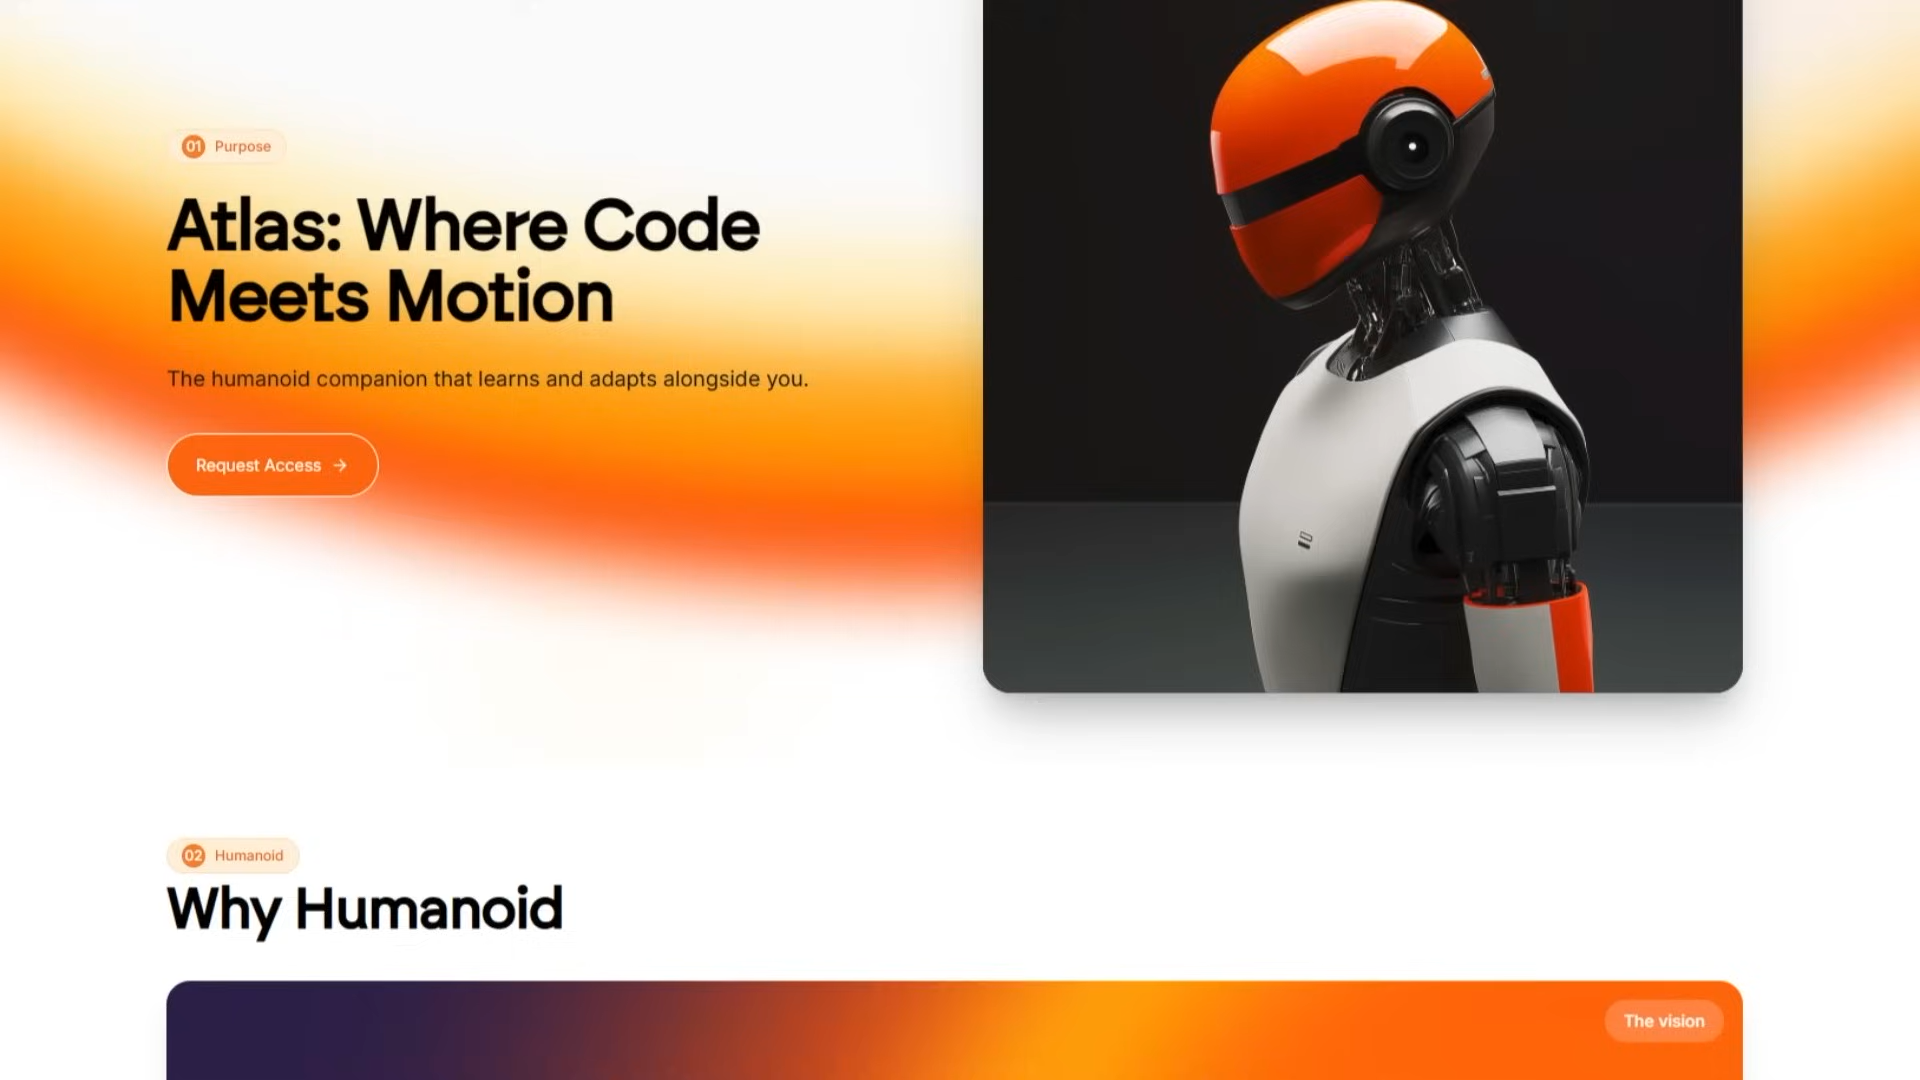 01 Purpose
Atlas: Where Code
Meets Motion
The humanoid companion that learns and adapts alongside you.
Request Access →
02 Humanoid
Why Humanoid
The vision